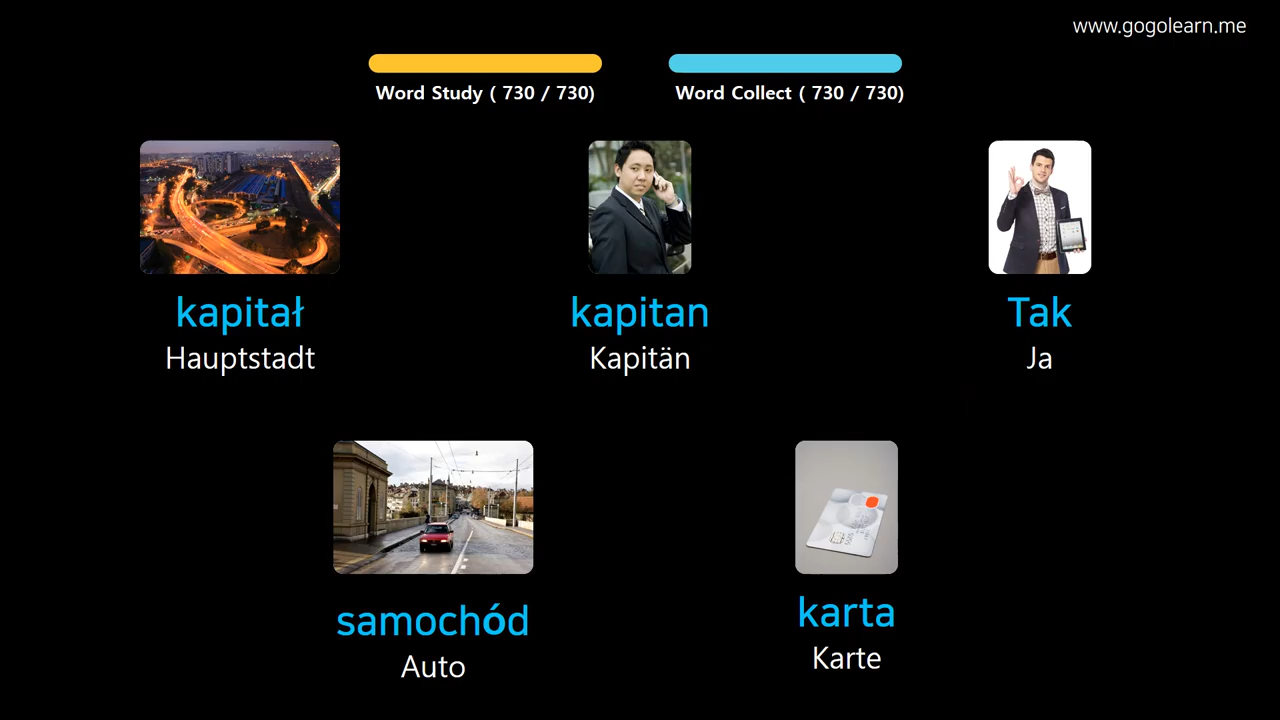 www.gogolearn.me
Word Study ( 730 / 730)
Word Collect ( 730 / 730)
kapitał
Hauptstadt
kapitan
Kapitän
Tak
Ja
samochód
Auto
karta
Karte